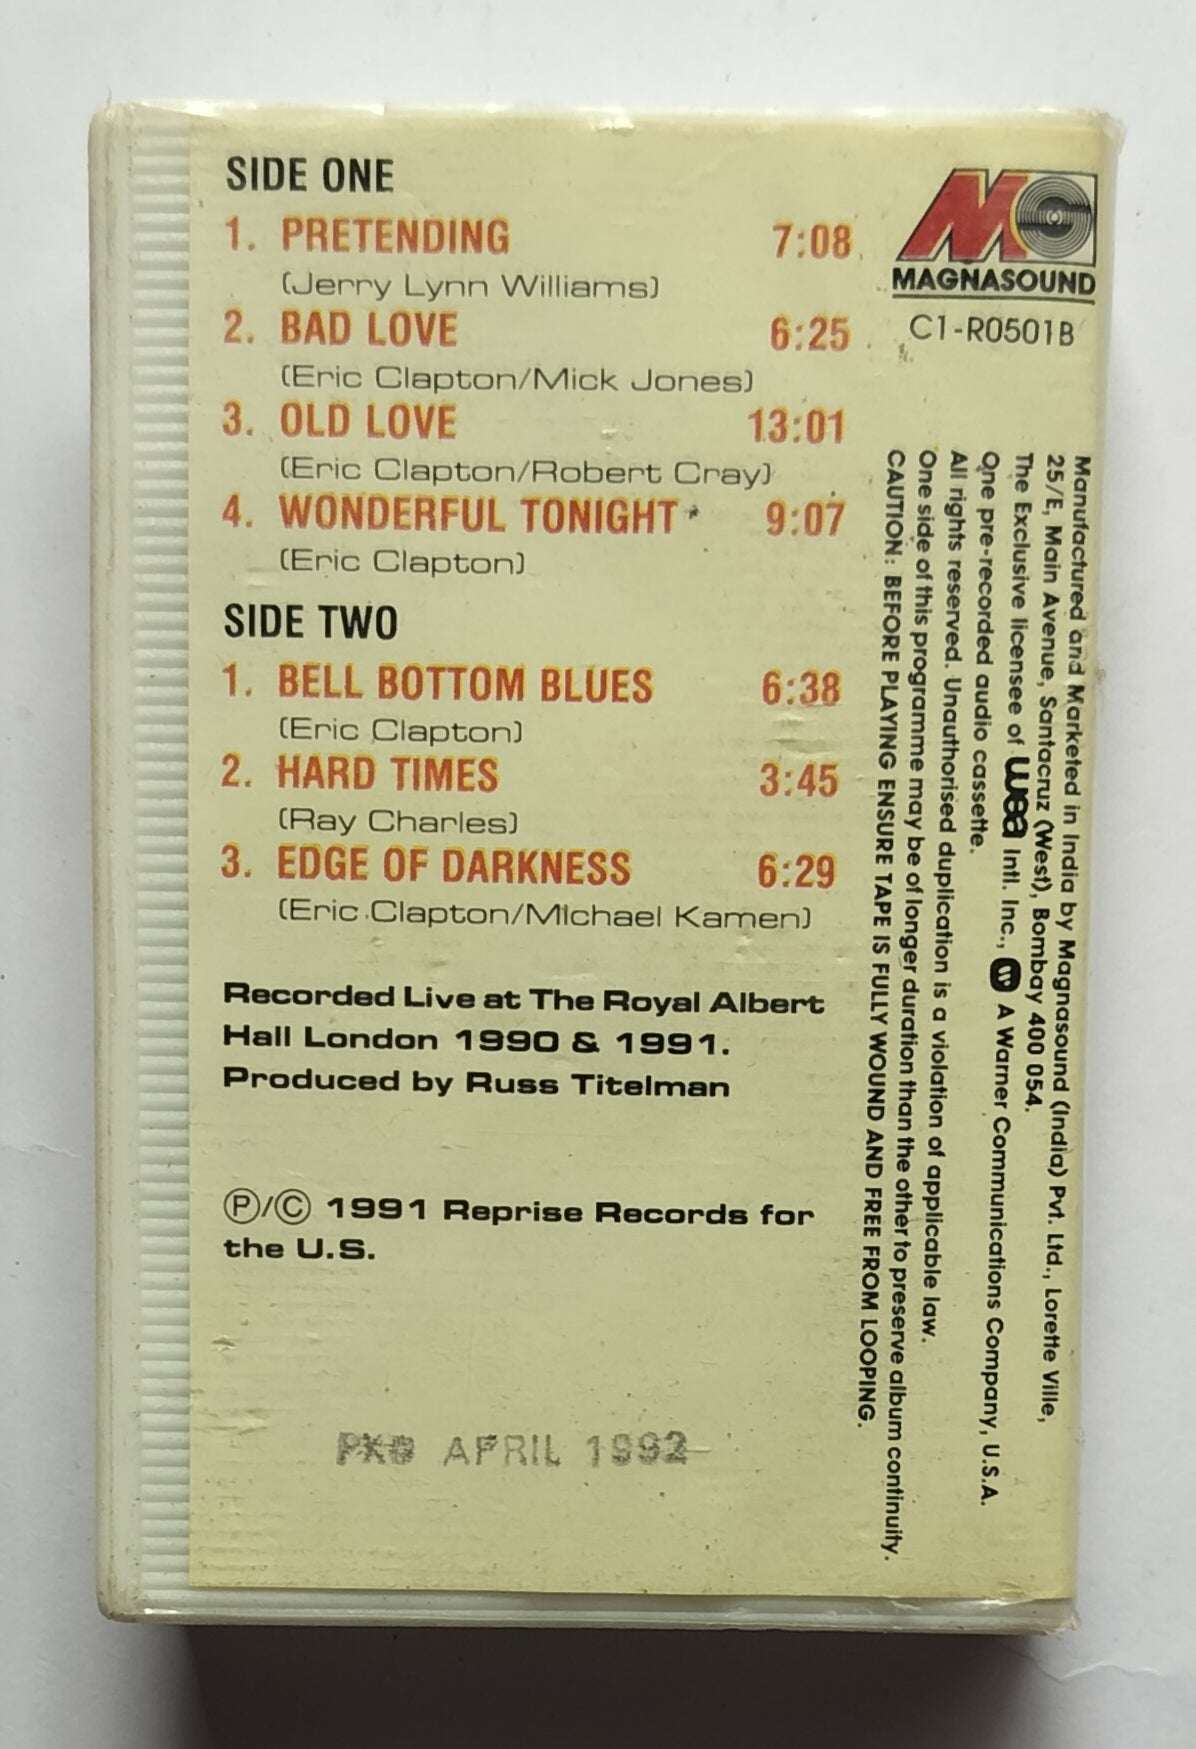 SIDE ONE
1. PRETENDING 7:08
(Jerry Lynn Williams)
2. BAD LOVE 6:25
(Eric Clapton/Mick Jones)
3. OLD LOVE 13:01
(Eric Clapton/Robert Cray)
4. WONDERFUL TONIGHT 9:07
(Eric Clapton)
SIDE TWO
1. BELL BOTTOM BLUES 6:38
(Eric Clapton)
2. HARD TIMES 3:45
(Ray Charles)
3. EDGE OF DARKNESS 6:29
(Eric Clapton/Michael Kamen)
Recorded Live at The Royal Albert
Hall London 1990 & 1991.
Produced by Russ Titelman
Ⓟ/© 1991 Reprise Records for
the U.S.
PKD APRIL 1992
MG
MAGNASOUND
C1-R0501B
Manufactured and Marketed in India by Magnasound (India) Pvt. Ltd., Lorette Ville,
25/E, Main Avenue, Santacruz (West), Bombay 400 054.
The Exclusive licensee of wea Intl. Inc., W A Warner Communications Company, U.S.A.
One pre-recorded audio cassette.
All rights reserved. Unauthorised duplication is a violation of applicable law.
One side of this programme may be of longer duration than the other to preserve album continuity.
CAUTION: BEFORE PLAYING ENSURE TAPE IS FULLY WOUND AND FREE FROM LOOPING.